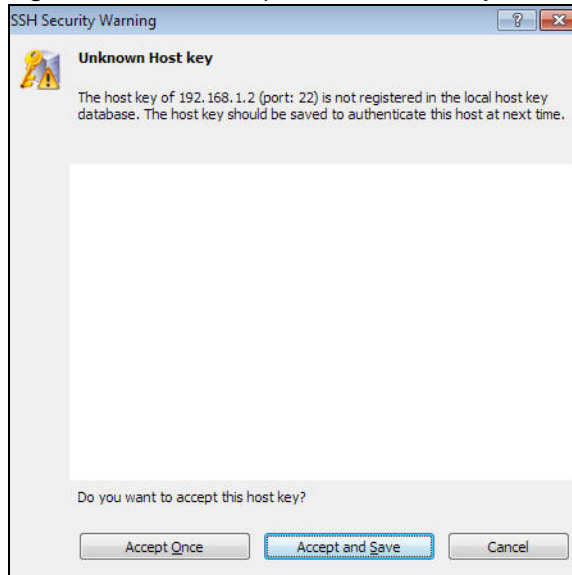 SSH Security Warning
Unknown Host key
The host key of 192.168.1.2 (port: 22) is not registered in the local host key
database. The host key should be saved to authenticate this host at next time.
Do you want to accept this host key?
Accept Once
Accept and Save
Cancel